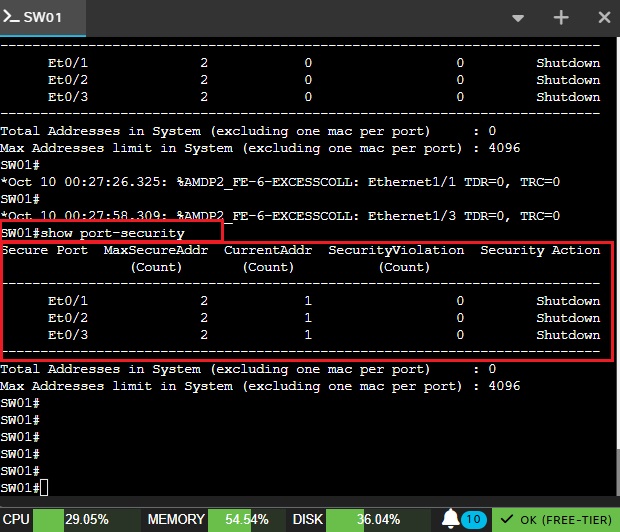 SW01
--------------------------------------------------------------------------
Et0/1 2 0 0 Shutdown
Et0/2 2 0 0 Shutdown
Et0/3 2 0 0 Shutdown
--------------------------------------------------------------------------
Total Addresses in System (excluding one mac per port) : 0
Max Addresses limit in System (excluding one mac per port) : 4096
SW01#
*Oct 10 00:27:26.325: %AMDP2_FE-6-EXCESSCOLL: Ethernet1/1 TDR=0, TRC=0
SW01#
*Oct 10 00:27:58.309: %AMDP2_FE-6-EXCESSCOLL: Ethernet1/3 TDR=0, TRC=0
SW01#show port-security
Secure Port MaxSecureAddr CurrentAddr SecurityViolation Security Action
(Count) (Count) (Count)
--------------------------------------------------------------------------
Et0/1 2 1 0 Shutdown
Et0/2 2 1 0 Shutdown
Et0/3 2 1 0 Shutdown
--------------------------------------------------------------------------
Total Addresses in System (excluding one mac per port) : 0
Max Addresses limit in System (excluding one mac per port) : 4096
SW01#
SW01#
SW01#
SW01#
SW01#
SW01#
CPU 29.05% MEMORY 54.54% DISK 36.04% 10 OK (FREE-TIER)